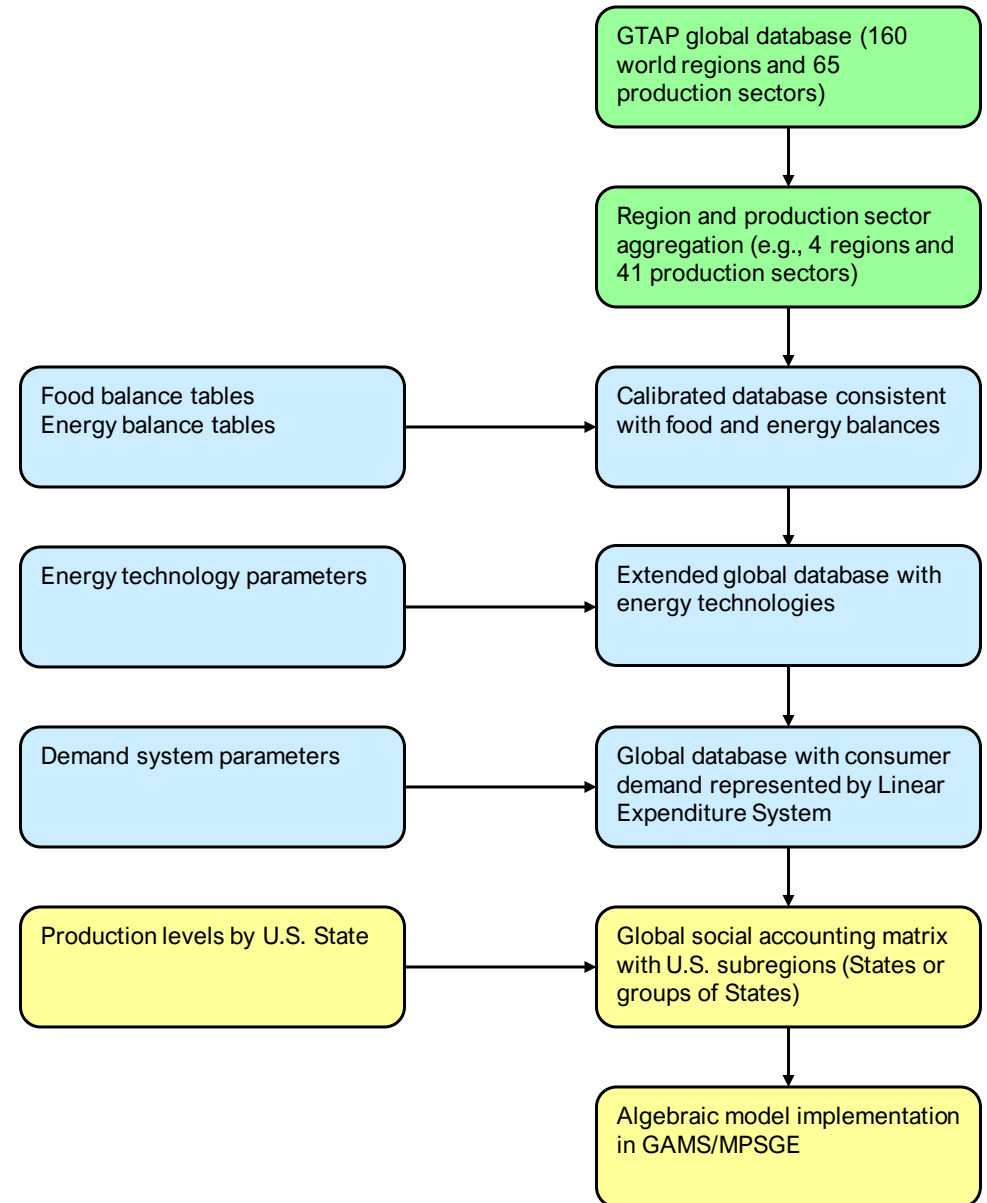 GTAP global database (160
world regions and 65
production sectors)
Region and production sector
aggregation (e.g., 4 regions and
41 production sectors)
Food balance tables
Energy balance tables
Calibrated database consistent
with food and energy balances
Energy technology parameters
Extended global database with
energy technologies
Demand system parameters
Global database with consumer
demand represented by Linear
Expenditure System
Production levels by U.S. State
Global social accounting matrix
with U.S. subregions (States or
groups of States)
Algebraic model implementation
in GAMS/MPSGE